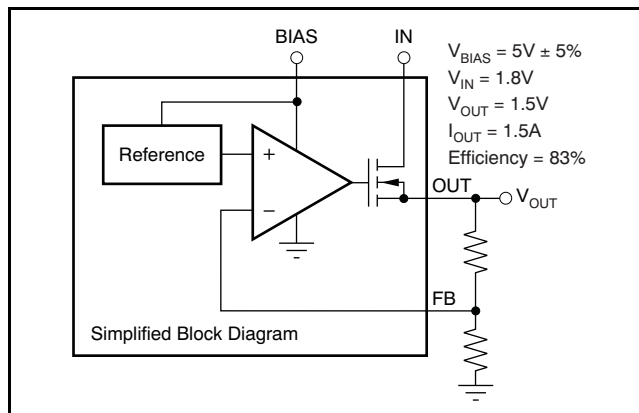 BIAS
IN
V_BIAS = 5V ± 5%
V_IN = 1.8V
V_OUT = 1.5V
I_OUT = 1.5A
Efficiency = 83%
Reference
+
−
OUT
V_OUT
FB
Simplified Block Diagram